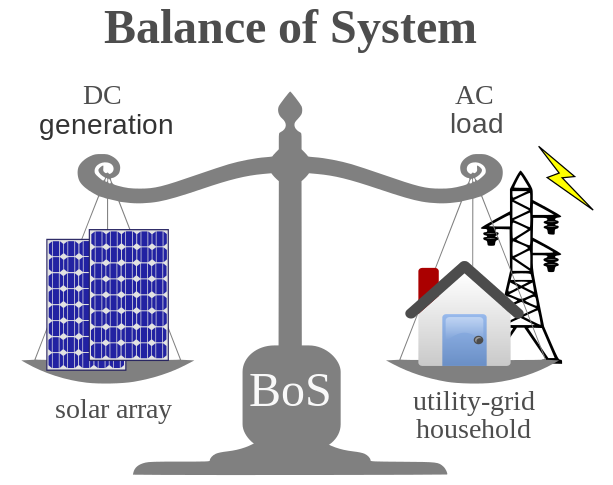 Balance of System
DC
generation
AC
load
BoS
solar array
utility-grid
household